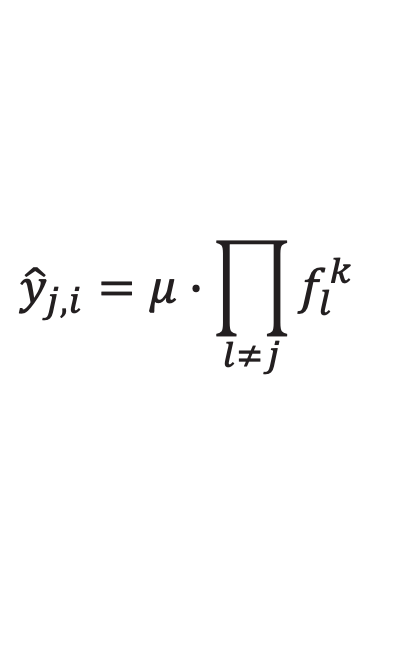 ŷ_{j,i} = μ · ∏_{l≠j} f_l^k